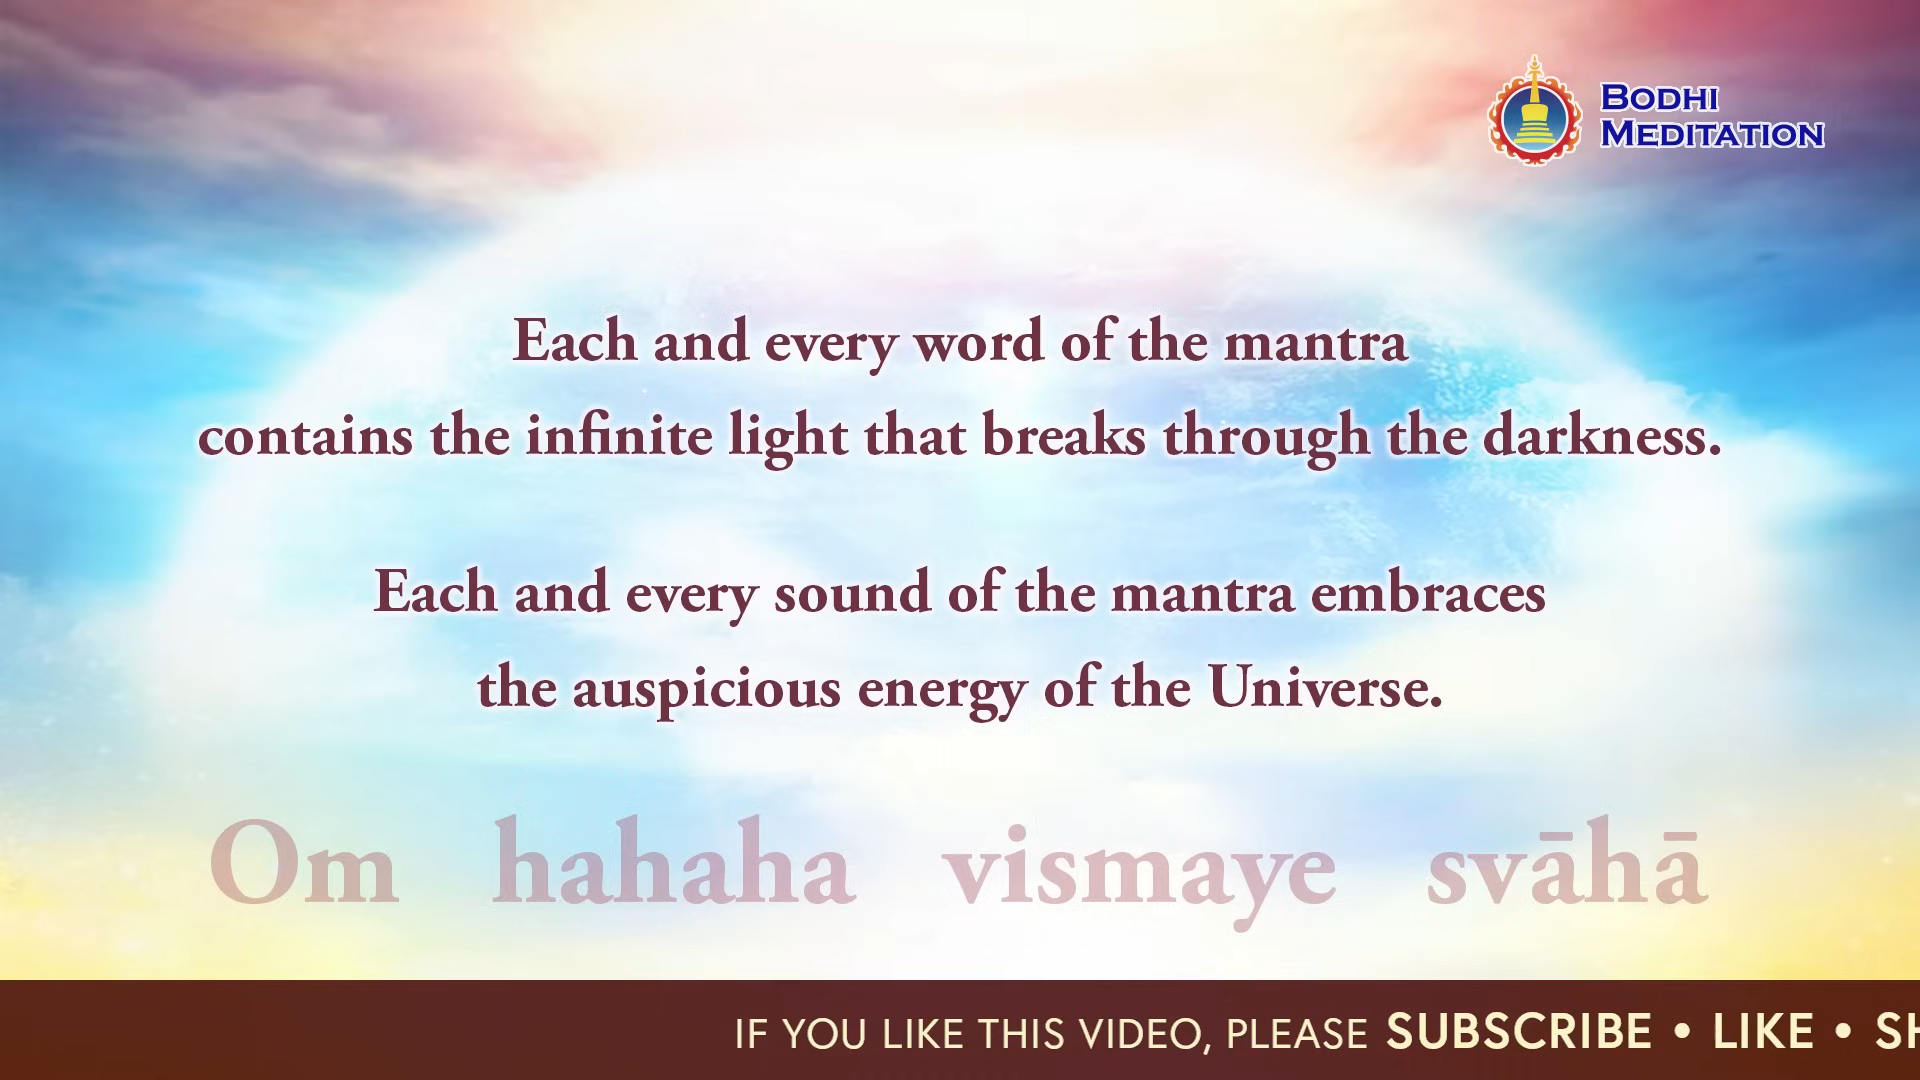 BODHI
MEDITATION
Each and every word of the mantra
contains the infinite light that breaks through the darkness.
Each and every sound of the mantra embraces
the auspicious energy of the Universe.
Om hahaha vismaye svāhā
IF YOU LIKE THIS VIDEO, PLEASE SUBSCRIBE • LIKE •